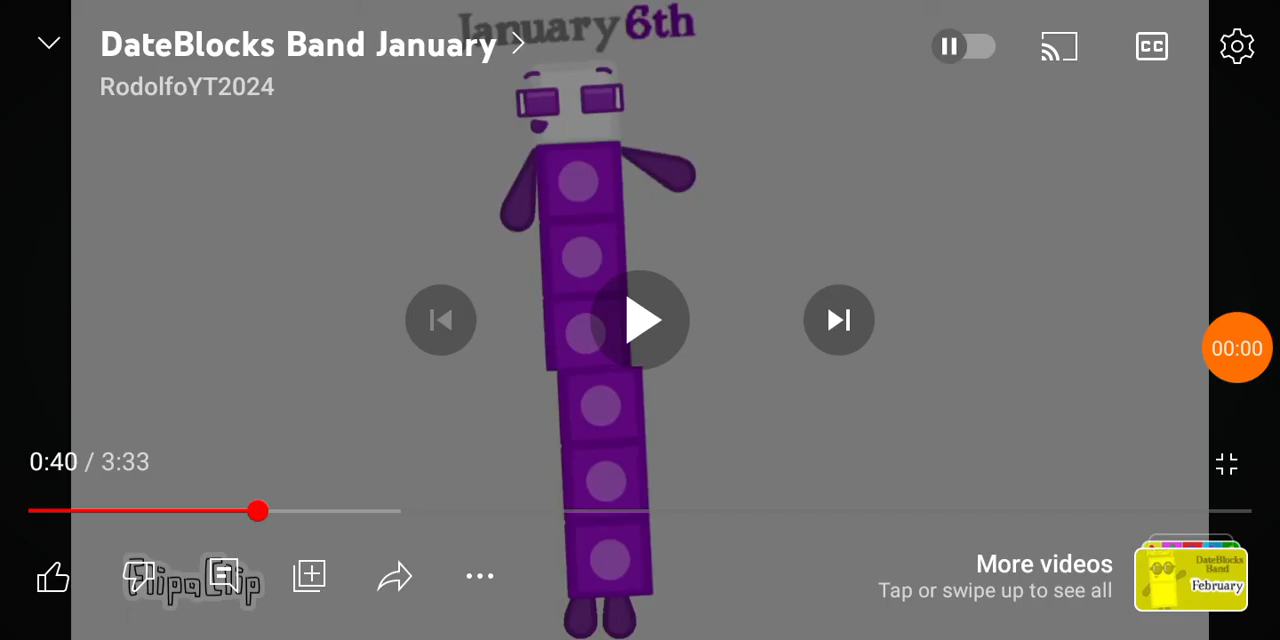 January 6th
DateBlocks Band January
RodolfoYT2024
CC
00:00
0:40 / 3:33
FlipaClip
More videos
Tap or swipe up to see all
DateBlocks
Band
February